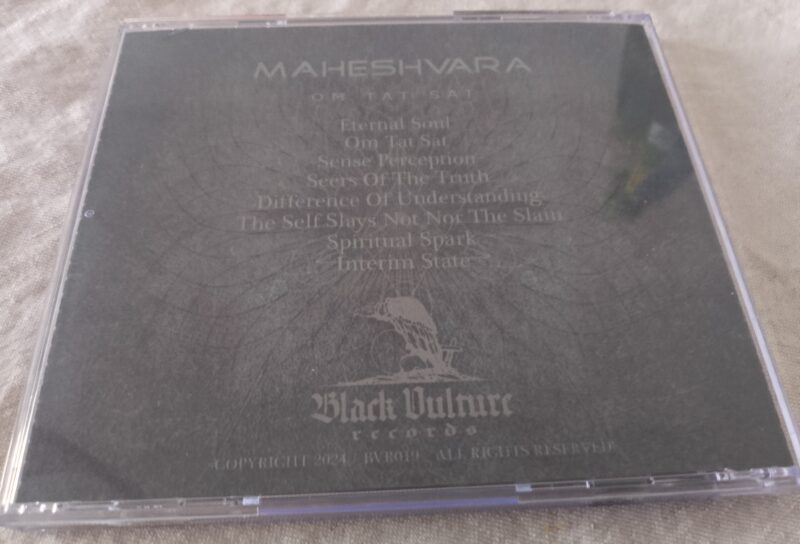 MAHESHVARA
OM TAT SAT
Eternal Soul
Om Tat Sat
Sense Perception
Seers Of The Truth
Difference Of Understanding
The Self Slays Not Nor The Slain
Spiritual Spark
Interim State
Black Vulture
records
COPYRIGHT 2024 / BVR019 ALL RIGHTS RESERVED